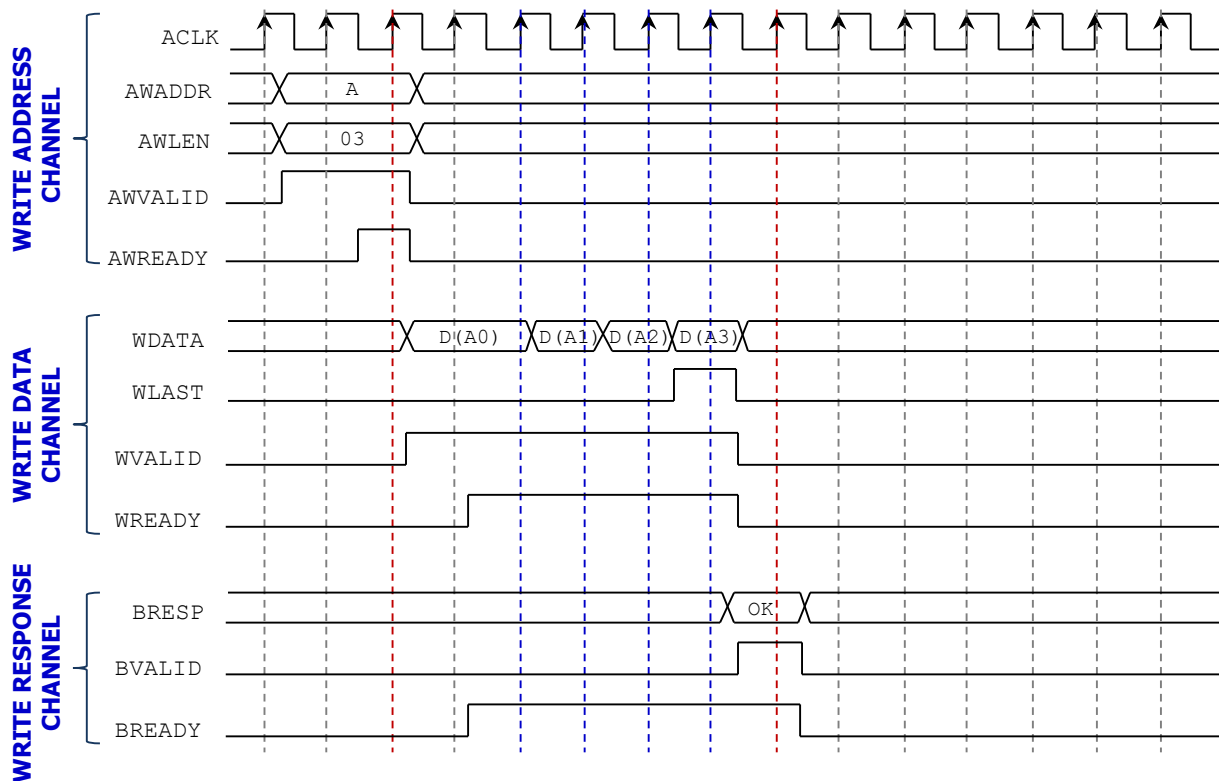 WRITE ADDRESS
CHANNEL
ACLK
AWADDR
A
AWLEN
03
AWVALID
AWREADY
WRITE DATA
CHANNEL
WDATA
D(A0)
D(A1)
D(A2)
D(A3)
WLAST
WVALID
WREADY
WRITE RESPONSE
CHANNEL
BRESP
OK
BVALID
BREADY